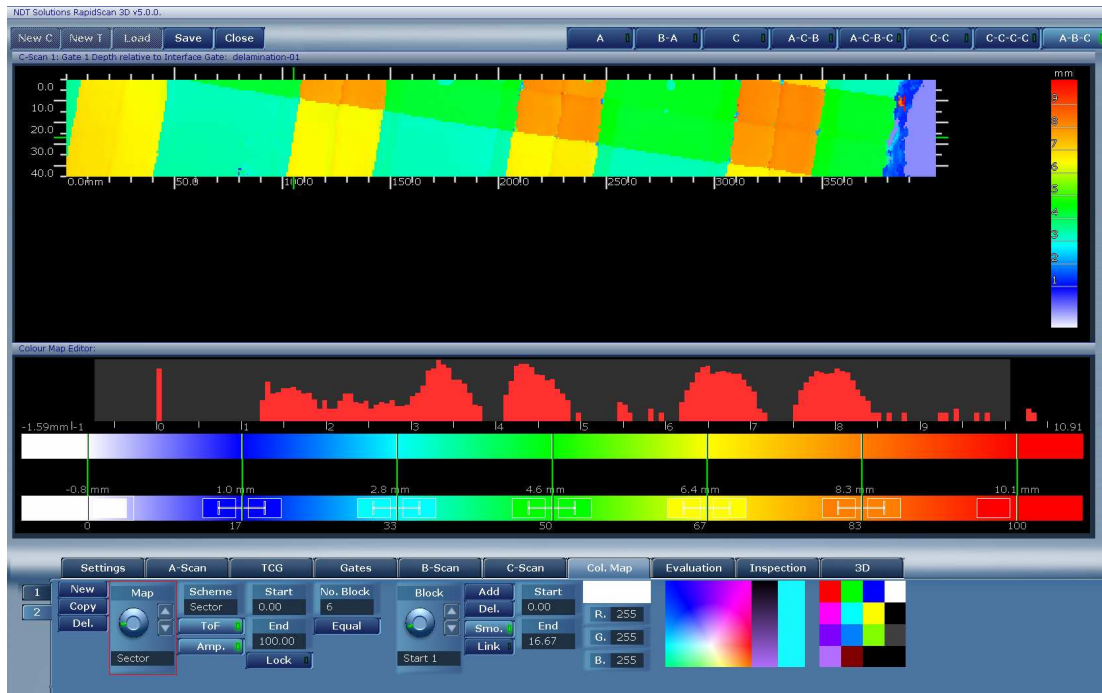 NDT Solutions RapidScan 3D v5.0.0.
New C New T Load Save Close A B-A C A-C-B A-C-B-C C-C C-C-C-C A-B-C
C-Scan 1: Gate 1 Depth relative to Interface Gate: delamination-01
mm
0.0
10.0
20.0
30.0
40.0
0.0mm 50.0 100.0 150.0 200.0 250.0 300.0 350.0
9
8
7
6
5
4
3
2
1
Colour Map Editor:
-1.59mm -1 0 1 2 3 4 5 6 7 8 9 10.91
-0.8 mm 1.0 mm 2.8 mm 4.6 mm 6.4 mm 8.3 mm 10.1 mm
0 17 33 50 67 83 100
Settings A-Scan TCG Gates B-Scan C-Scan Col. Map Evaluation Inspection 3D
1 New Map Scheme Start No. Block Block Add Start
2 Copy Sector 0.00 6 Del. 0.00
Del. ToF End Equal Smo. End R. 255
Amp. 100.00 Link 16.67 G. 255
Sector Lock Start 1 B. 255